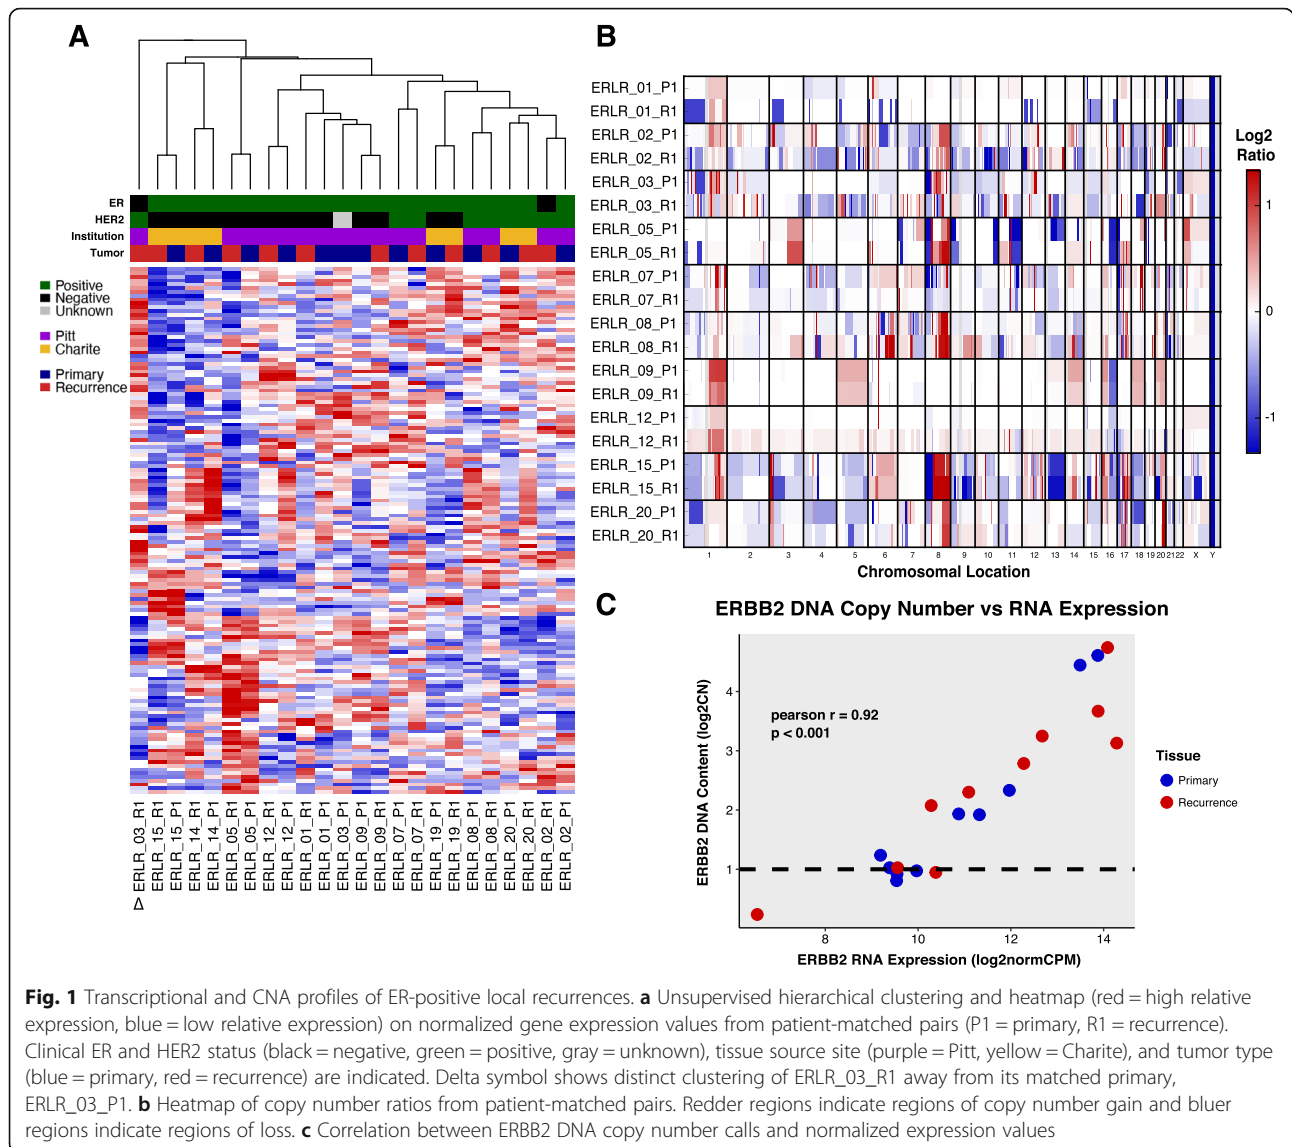 A
ER
HER2
Institution
Tumor
Positive
Negative
Unknown
Pitt
Charite
Primary
Recurrence
ERLR_03_R1
ERLR_15_R1
ERLR_15_P1
ERLR_14_R1
ERLR_14_P1
ERLR_05_R1
ERLR_05_P1
ERLR_12_R1
ERLR_12_P1
ERLR_01_R1
ERLR_01_P1
ERLR_03_P1
ERLR_09_P1
ERLR_09_R1
ERLR_07_P1
ERLR_07_R1
ERLR_19_P1
ERLR_19_R1
ERLR_08_P1
ERLR_08_R1
ERLR_20_P1
ERLR_20_R1
ERLR_02_R1
ERLR_02_P1
Δ
B
ERLR_01_P1
ERLR_01_R1
ERLR_02_P1
ERLR_02_R1
ERLR_03_P1
ERLR_03_R1
ERLR_05_P1
ERLR_05_R1
ERLR_07_P1
ERLR_07_R1
ERLR_08_P1
ERLR_08_R1
ERLR_09_P1
ERLR_09_R1
ERLR_12_P1
ERLR_12_R1
ERLR_15_P1
ERLR_15_R1
ERLR_20_P1
ERLR_20_R1
1 2 3 4 5 6 7 8 9 10 11 12 13 14 15 16 17 18 19 20 21 22 X Y
Chromosomal Location
Log2
Ratio
1
0
-1
C
ERBB2 DNA Copy Number vs RNA Expression
ERBB2 DNA Content (log2CN)
4
3
2
1
pearson r = 0.92
p < 0.001
8 10 12 14
ERBB2 RNA Expression (log2normCPM)
Tissue
Primary
Recurrence
Fig. 1 Transcriptional and CNA profiles of ER-positive local recurrences. a Unsupervised hierarchical clustering and heatmap (red = high relative
expression, blue = low relative expression) on normalized gene expression values from patient-matched pairs (P1 = primary, R1 = recurrence).
Clinical ER and HER2 status (black = negative, green = positive, gray = unknown), tissue source site (purple = Pitt, yellow = Charite), and tumor type
(blue = primary, red = recurrence) are indicated. Delta symbol shows distinct clustering of ERLR_03_R1 away from its matched primary,
ERLR_03_P1. b Heatmap of copy number ratios from patient-matched pairs. Redder regions indicate regions of copy number gain and bluer
regions indicate regions of loss. c Correlation between ERBB2 DNA copy number calls and normalized expression values